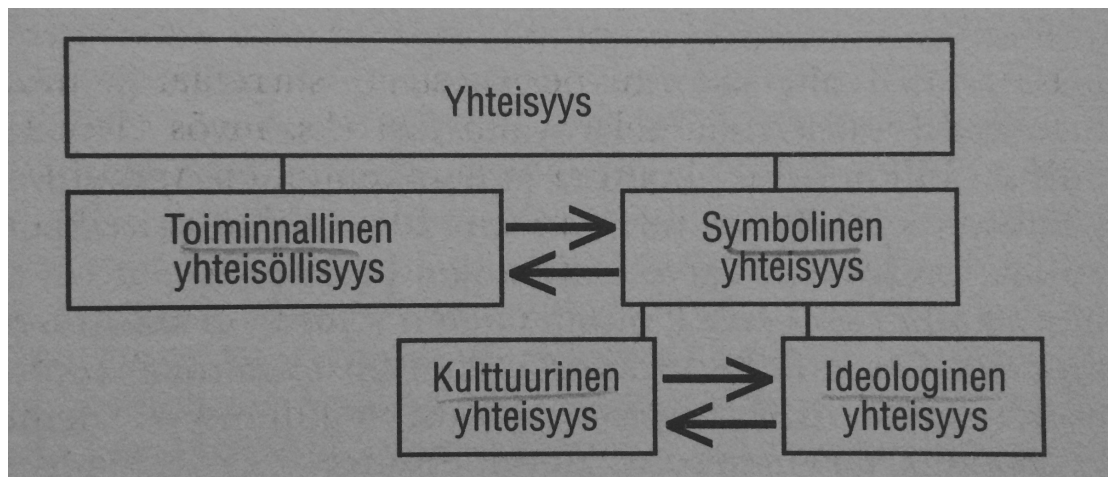 Yhteisyys
Toiminnallinen
yhteisöllisyys
Symbolinen
yhteisyys
Kulttuurinen
yhteisyys
Ideologinen
yhteisyys